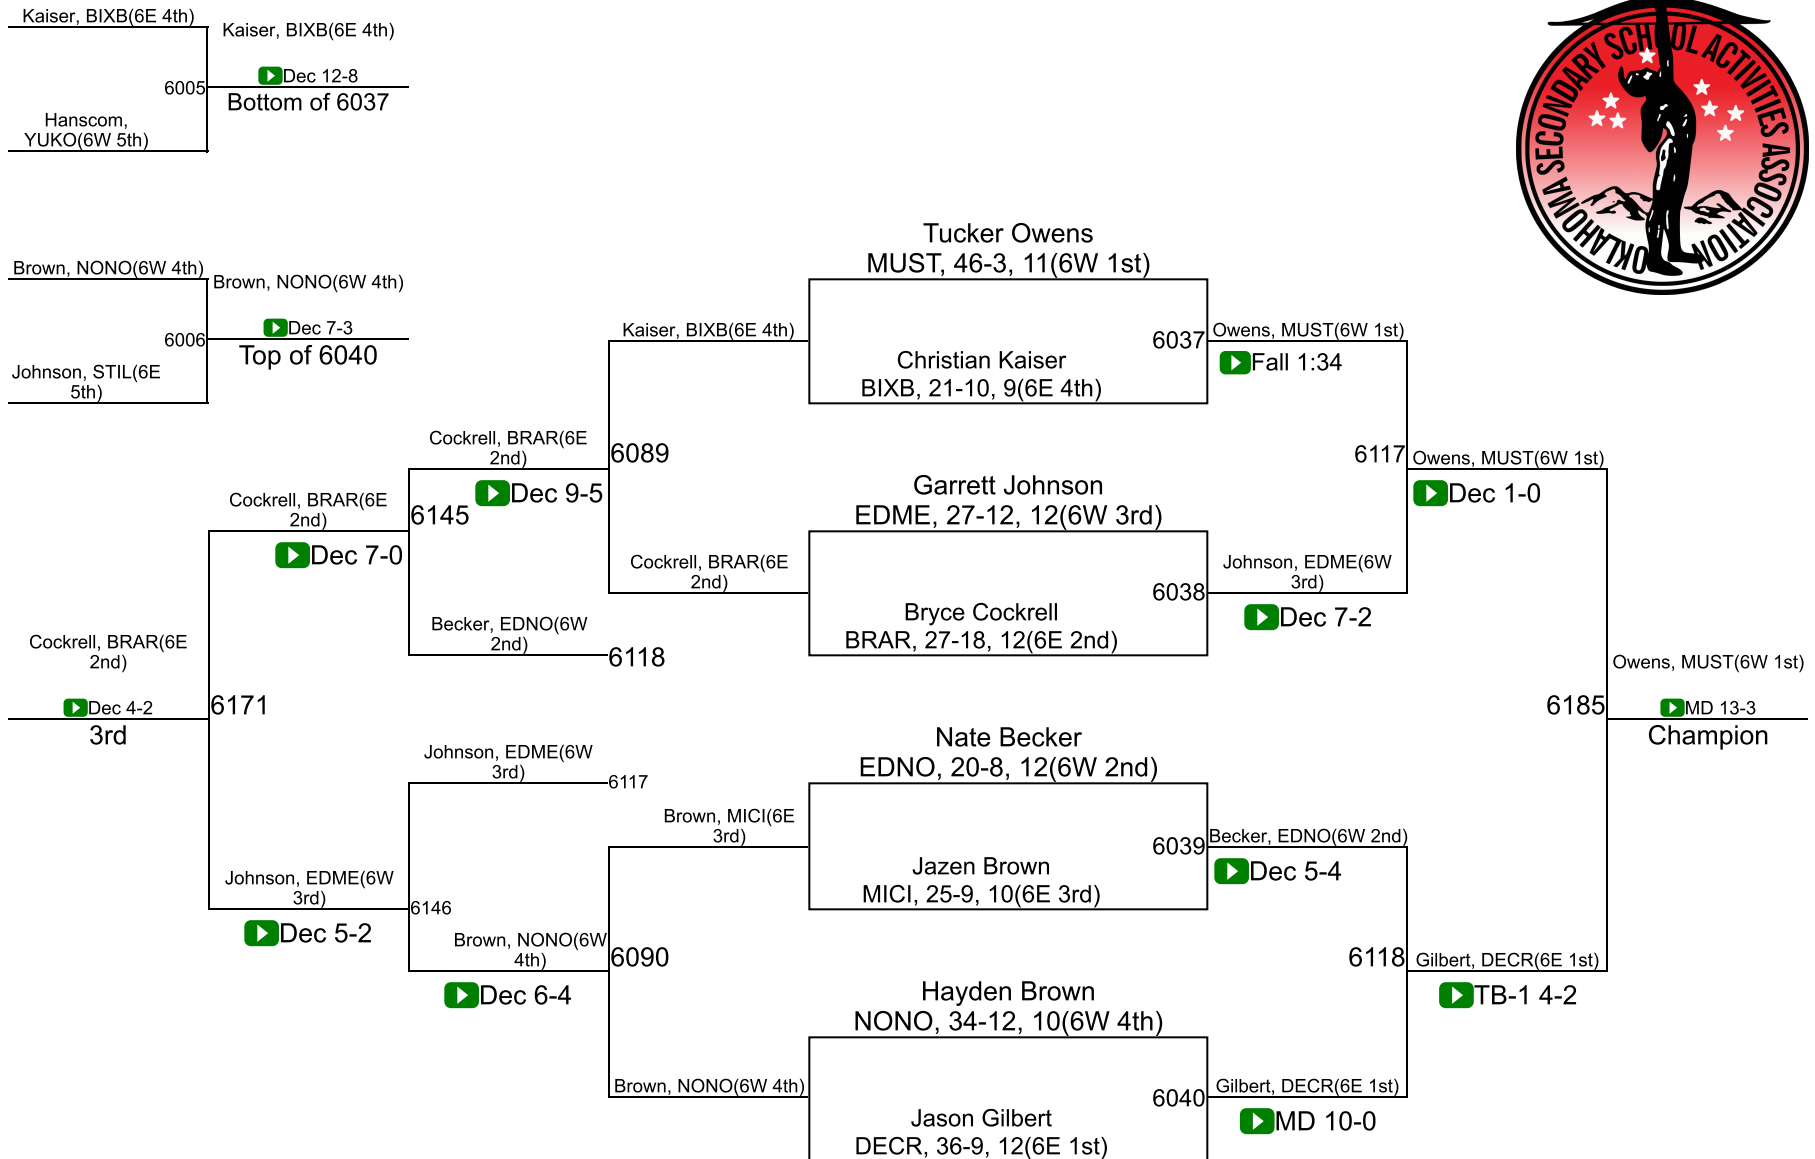 Kaiser, BIXB(6E 4th)
Kaiser, BIXB(6E 4th)
Dec 12-8
6005
Bottom of 6037
Hanscom,
YUKO(6W 5th)
OKLAHOMA SECONDARY SCHOOL ACTIVITIES ASSOCIATION
Brown, NONO(6W 4th)
Brown, NONO(6W 4th)
Dec 7-3
6006
Top of 6040
Johnson, STIL(6E
5th)
Tucker Owens
MUST, 46-3, 11(6W 1st)
Kaiser, BIXB(6E 4th)
6037
Owens, MUST(6W 1st)
Christian Kaiser
BIXB, 21-10, 9(6E 4th)
Fall 1:34
Cockrell, BRAR(6E
2nd)
6089
6117
Owens, MUST(6W 1st)
Dec 9-5
Dec 1-0
Garrett Johnson
EDME, 27-12, 12(6W 3rd)
Cockrell, BRAR(6E
2nd)
6145
Dec 7-0
Cockrell, BRAR(6E
2nd)
6038
Johnson, EDME(6W
3rd)
Bryce Cockrell
BRAR, 27-18, 12(6E 2nd)
Dec 7-2
Becker, EDNO(6W
2nd)
6118
Cockrell, BRAR(6E
2nd)
Owens, MUST(6W 1st)
Dec 4-2
6171
3rd
6185
MD 13-3
Champion
Nate Becker
EDNO, 20-8, 12(6W 2nd)
Johnson, EDME(6W
3rd)
6117
Brown, MICI(6E
3rd)
6039
Becker, EDNO(6W 2nd)
Jazen Brown
MICI, 25-9, 10(6E 3rd)
Dec 5-4
Johnson, EDME(6W
3rd)
6146
Dec 5-2
Brown, NONO(6W
4th)
6090
6118
Gilbert, DECR(6E 1st)
Dec 6-4
TB-1 4-2
Hayden Brown
NONO, 34-12, 10(6W 4th)
Brown, NONO(6W 4th)
6040
Gilbert, DECR(6E 1st)
Jason Gilbert
DECR, 36-9, 12(6E 1st)
MD 10-0